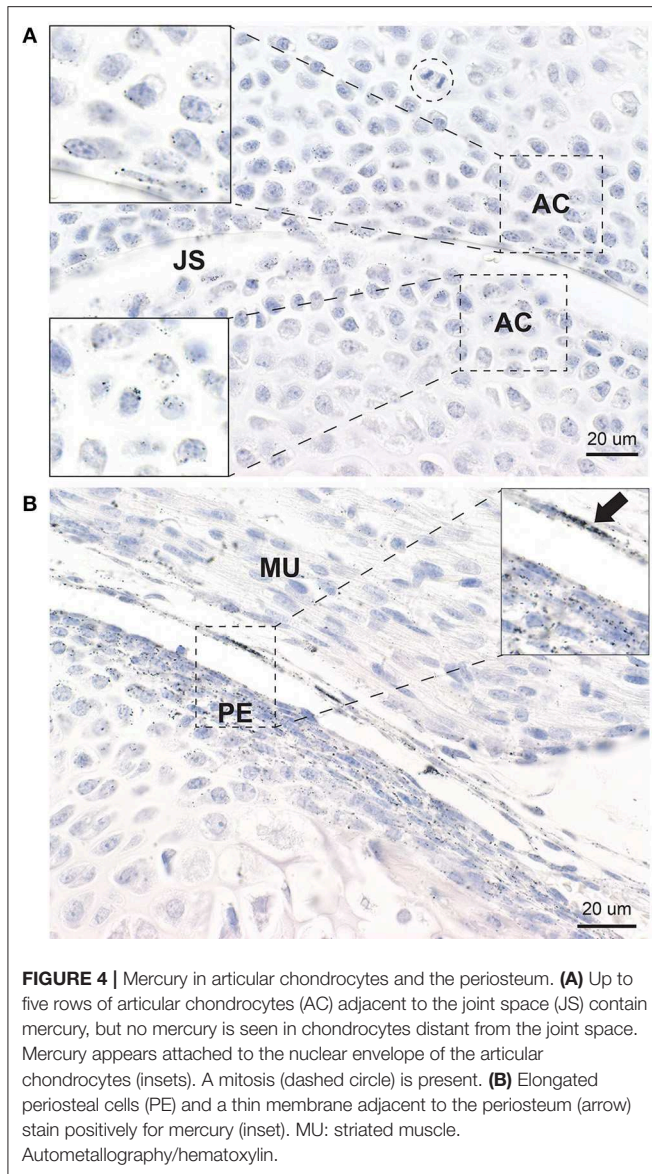 A
AC
JS
AC
20 um
B
MU
PE
20 um
FIGURE 4 | Mercury in articular chondrocytes and the periosteum. (A) Up to
five rows of articular chondrocytes (AC) adjacent to the joint space (JS) contain
mercury, but no mercury is seen in chondrocytes distant from the joint space.
Mercury appears attached to the nuclear envelope of the articular
chondrocytes (insets). A mitosis (dashed circle) is present. (B) Elongated
periosteal cells (PE) and a thin membrane adjacent to the periosteum (arrow)
stain positively for mercury (inset). MU: striated muscle.
Autometallography/hematoxylin.